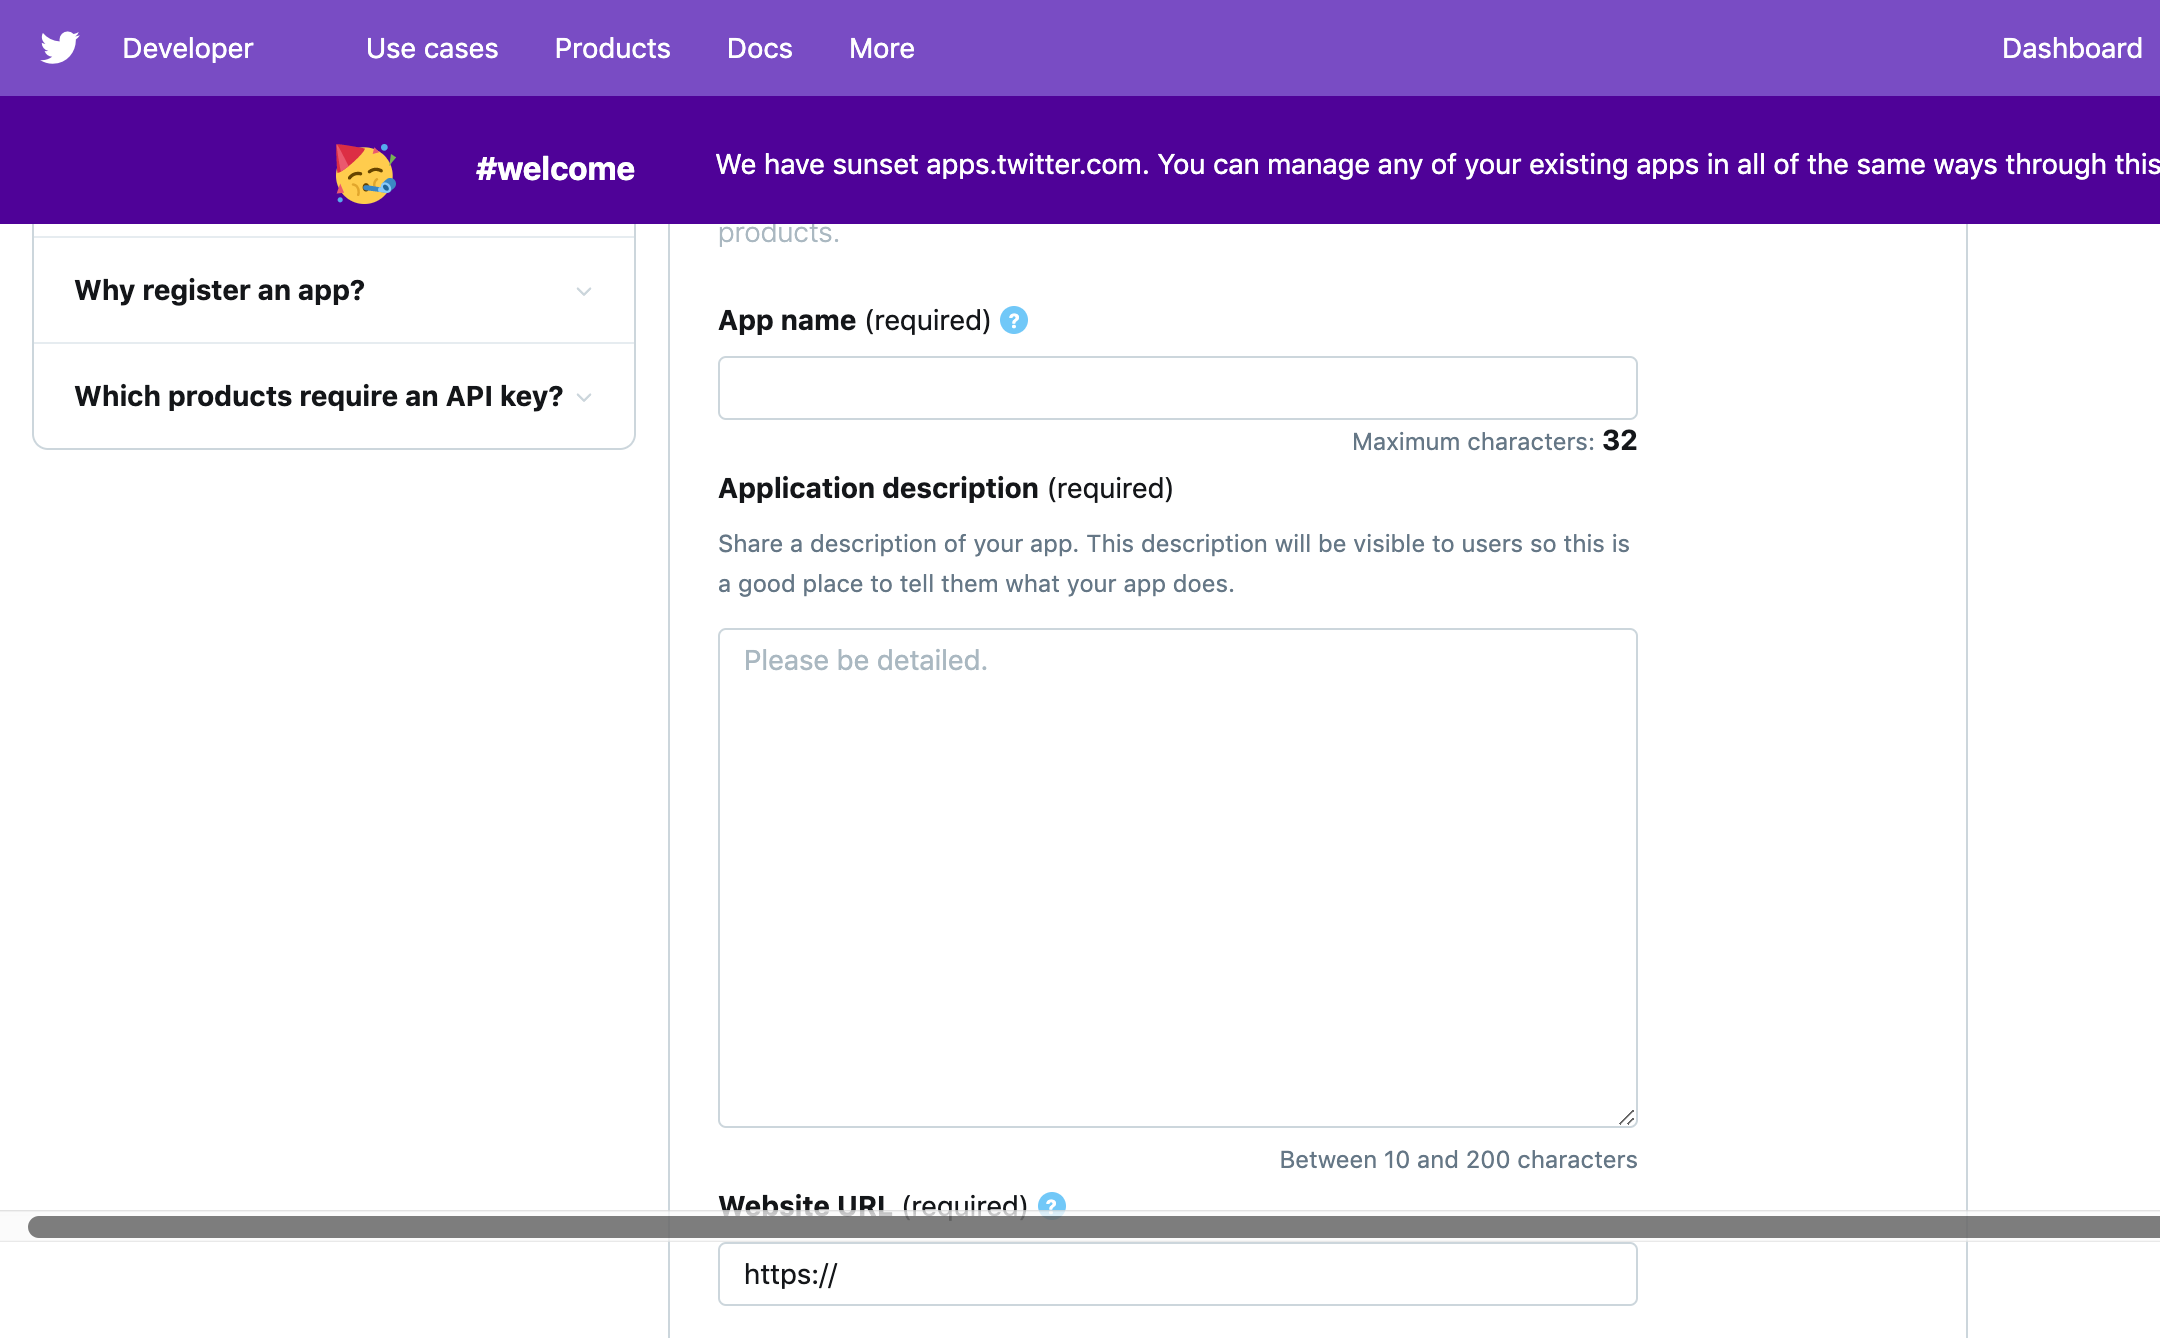 Developer
Use cases
Products
Docs
More
Dashboard
#welcome
We have sunset apps.twitter.com. You can manage any of your existing apps in all of the same ways through this
products.
Why register an app?
Which products require an API key?
App name (required) ?
Maximum characters: 32
Application description (required)
Share a description of your app. This description will be visible to users so this is
a good place to tell them what your app does.
Please be detailed.
Between 10 and 200 characters
Website URL (required) ?
https://